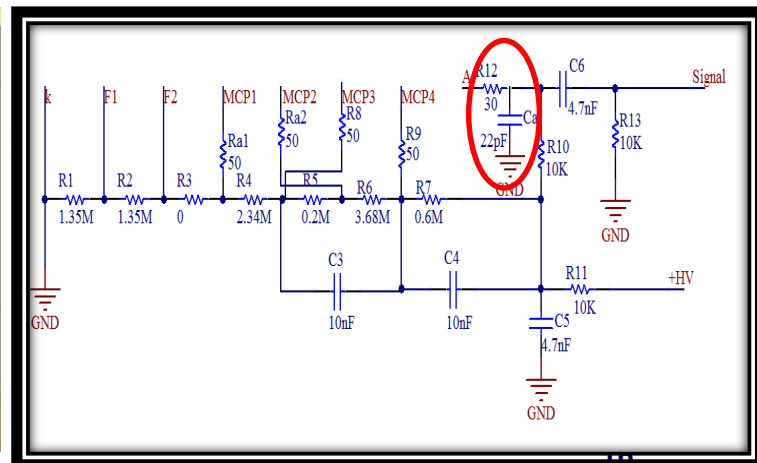 k F1 F2 MCP1 MCP2 MCP3 MCP4 A R12 C6 Signal
30 4.7nF
Ra1 50
Ra2 50
R8 50
R9 50
Ca 22pF
GND
R10 10K
R13 10K
GND
R1 R2 R3 R4 R5 R6 R7
1.35M 1.35M 0 2.34M 0.2M 3.68M 0.6M
C3 C4 R11 +HV
10nF 10nF 10K
C5 4.7nF
GND
GND